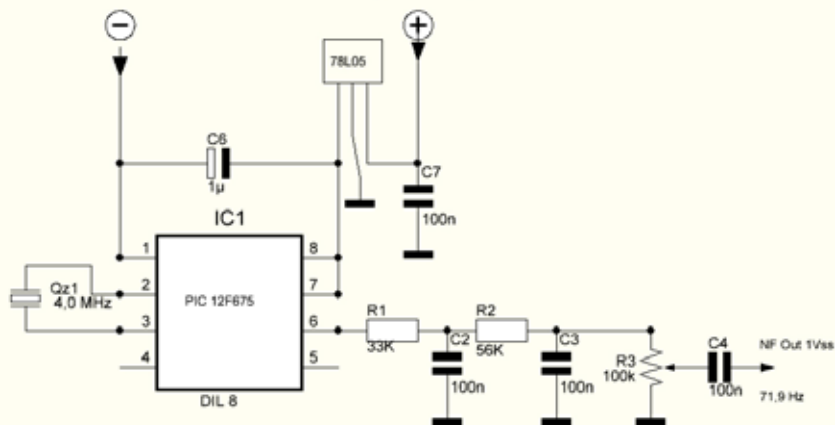 −
+
78L05
C6
1µ
C7
100n
IC1
1
8
Qz1
4,0 MHz
2
PIC 12F675
7
3
6
R1
33K
C2
100n
R2
56K
C3
100n
R3
100k
C4
100n
NF Out 1Vss
71,9 Hz
4
5
DIL 8